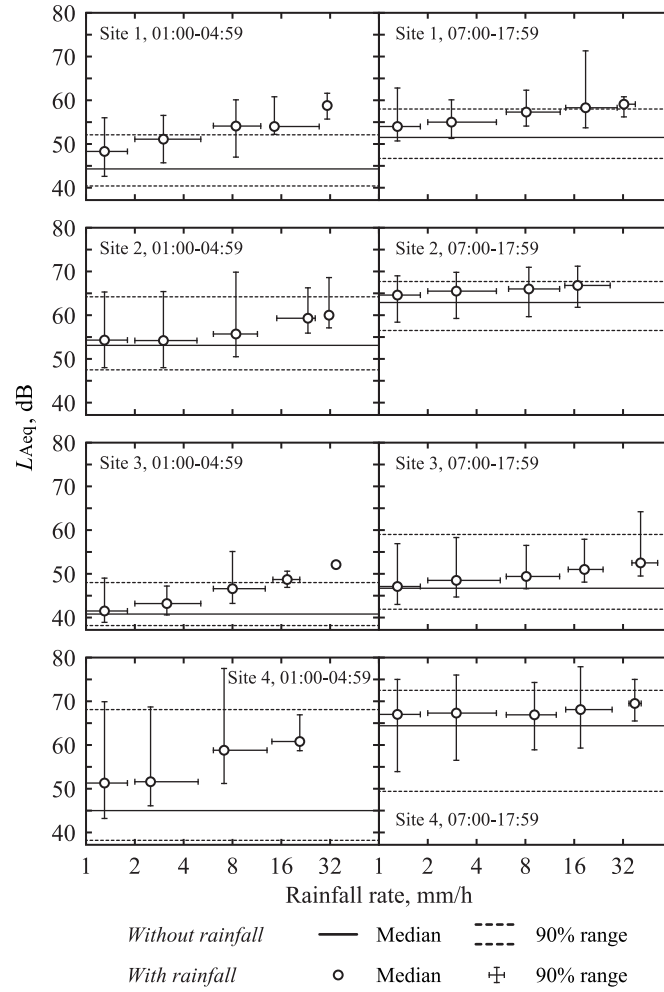 80
70
60
50
40
Site 1, 01:00-04:59
Site 1, 07:00-17:59
80
70
60
50
40
Site 2, 01:00-04:59
Site 2, 07:00-17:59
LAeq, dB
80
70
60
50
40
Site 3, 01:00-04:59
Site 3, 07:00-17:59
80
70
60
50
40
Site 4, 01:00-04:59
Site 4, 07:00-17:59
1 2 4 8 16 32 1 2 4 8 16 32
Rainfall rate, mm/h
Without rainfall Median 90% range
With rainfall Median 90% range